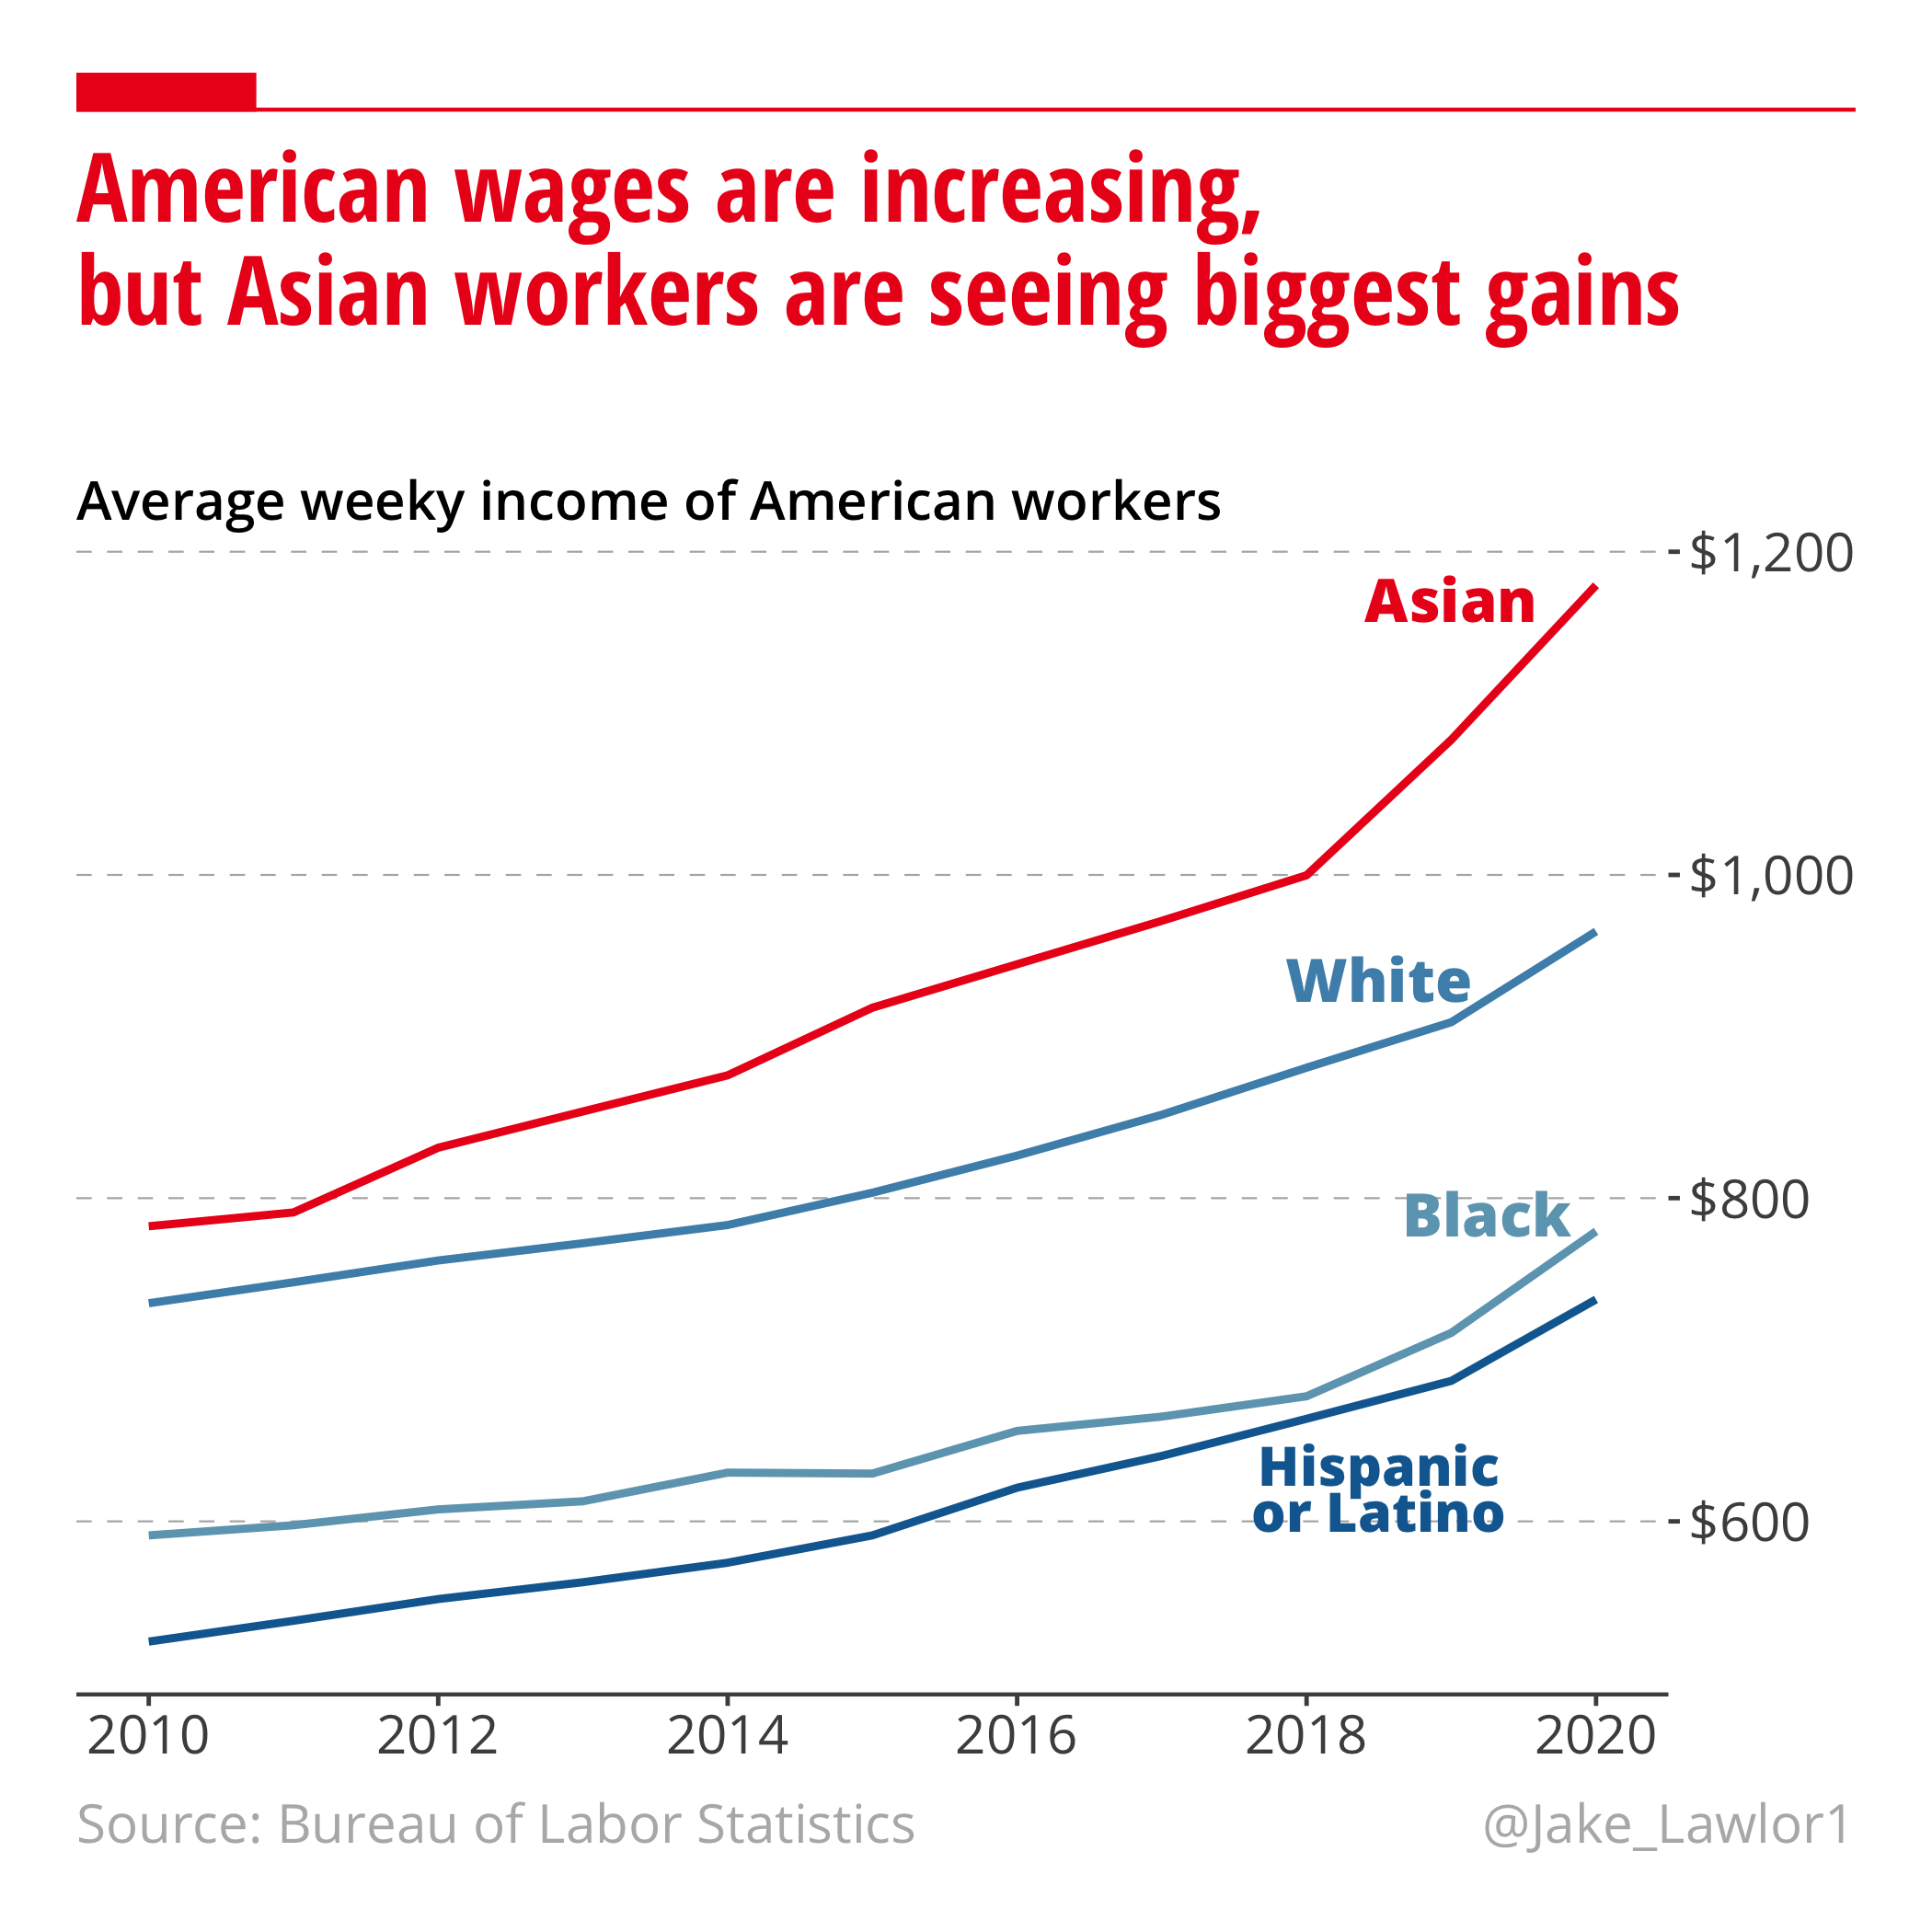 American wages are increasing,
but Asian workers are seeing biggest gains
Average weeky income of American workers
$1,200
Asian
$1,000
White
$800
Black
Hispanic
or Latino
$600
2010 2012 2014 2016 2018 2020
Source: Bureau of Labor Statistics @Jake_Lawlor1